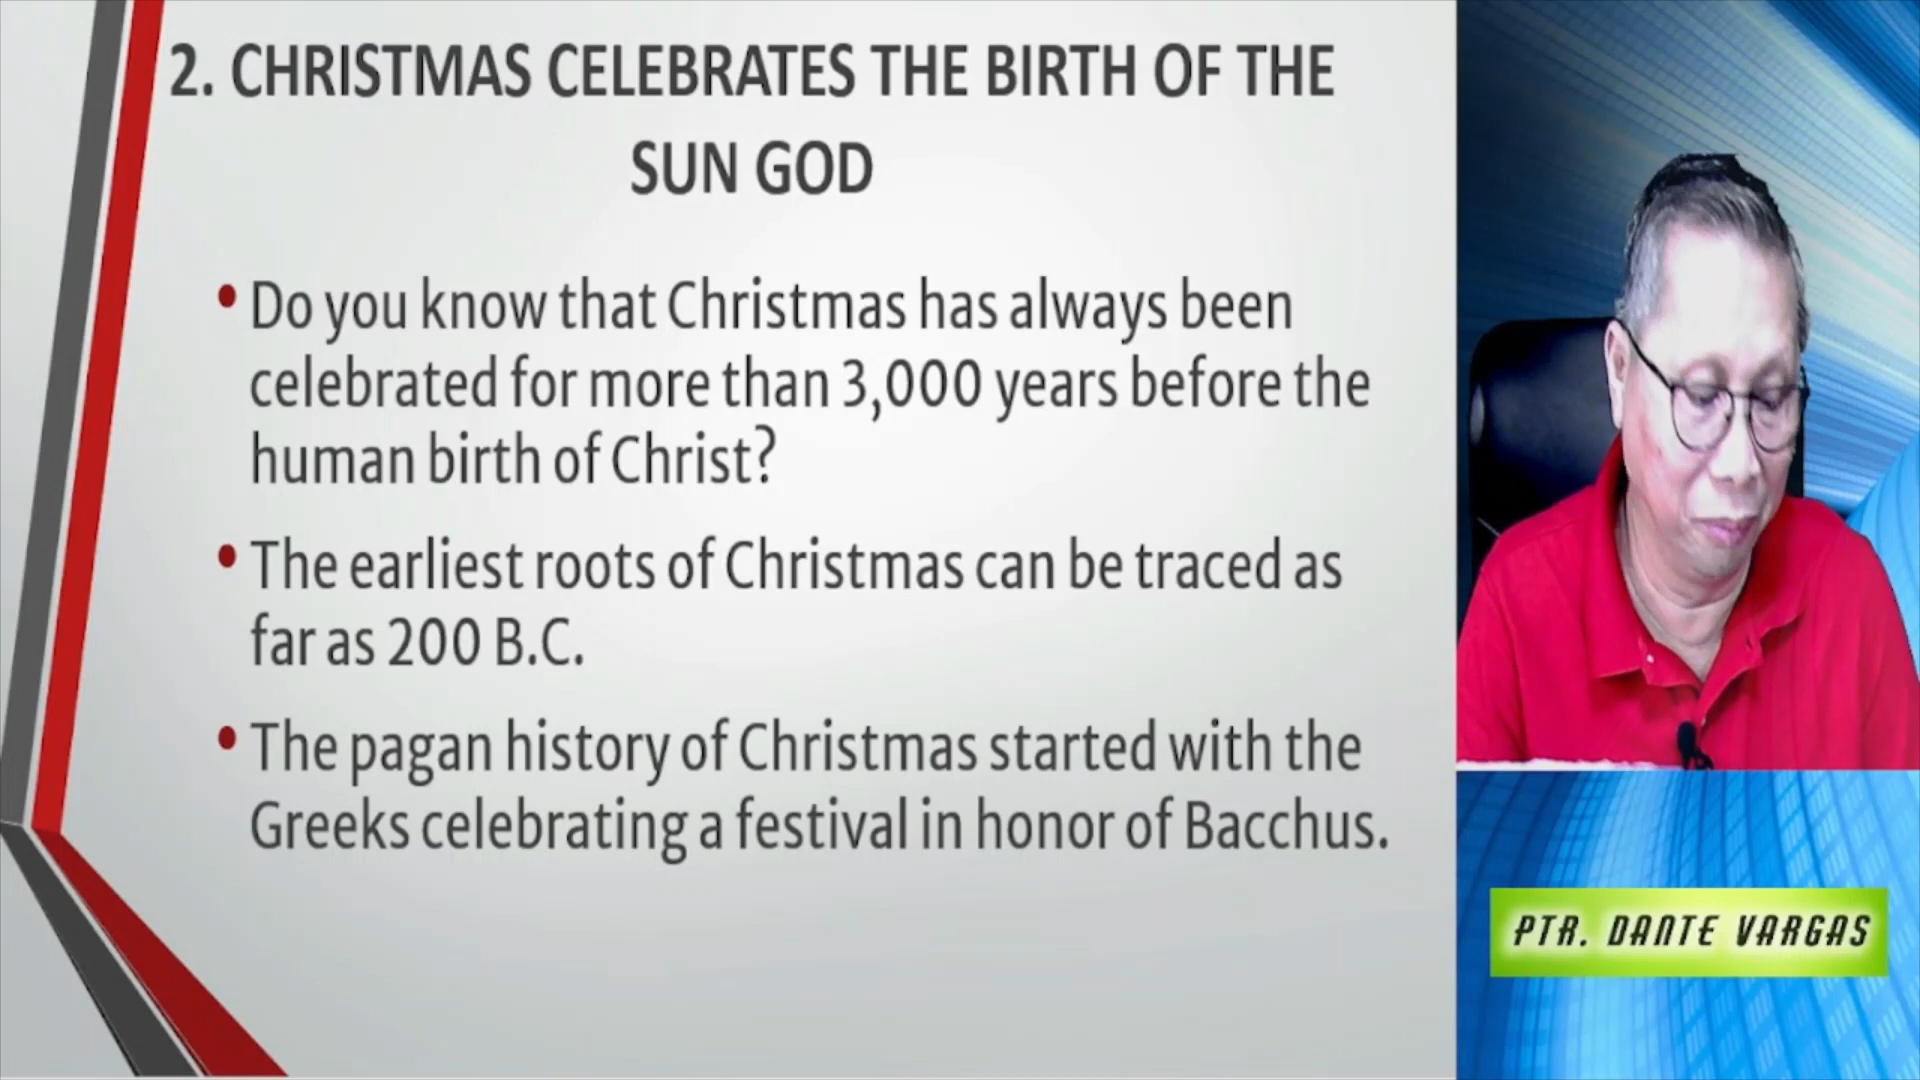 2. CHRISTMAS CELEBRATES THE BIRTH OF THE
SUN GOD
• Do you know that Christmas has always been
celebrated for more than 3,000 years before the
human birth of Christ?
• The earliest roots of Christmas can be traced as
far as 200 B.C.
• The pagan history of Christmas started with the
Greeks celebrating a festival in honor of Bacchus.
PTR. DANTE VARGAS